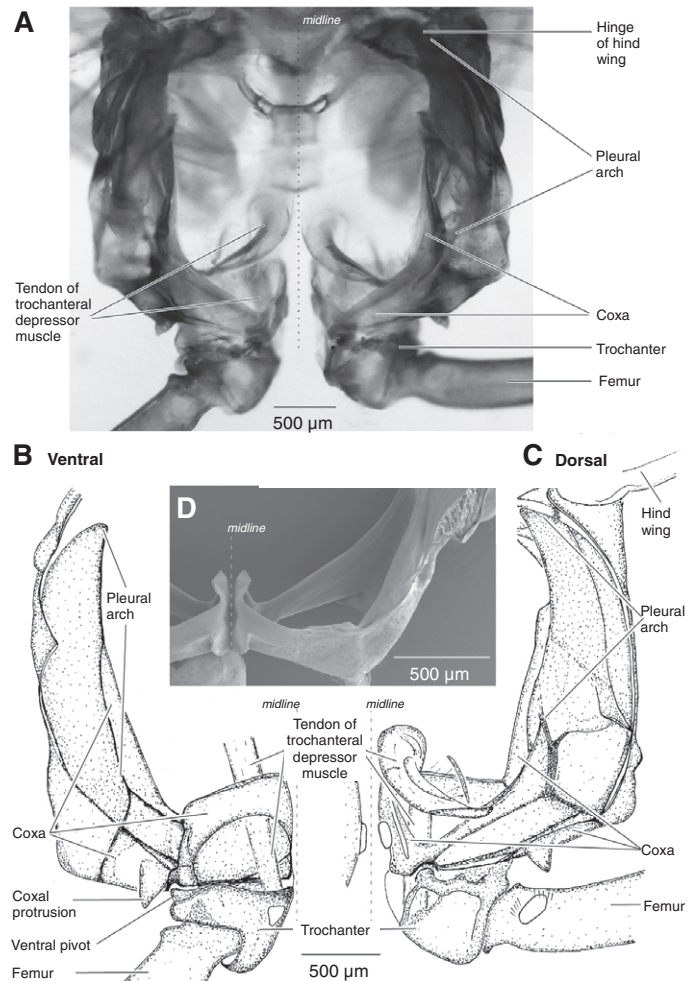 A
midline
Hinge
of hind
wing
Pleural
arch
Tendon of
trochanteral
depressor
muscle
Coxa
Trochanter
Femur
500 μm
B Ventral
C Dorsal
D
midline
Hind
wing
Pleural
arch
Pleural
arch
500 μm
midline
midline
Tendon of
trochanteral
depressor
muscle
Coxa
Coxa
Coxal
protrusion
Femur
Trochanter
Ventral pivot
Femur
500 μm